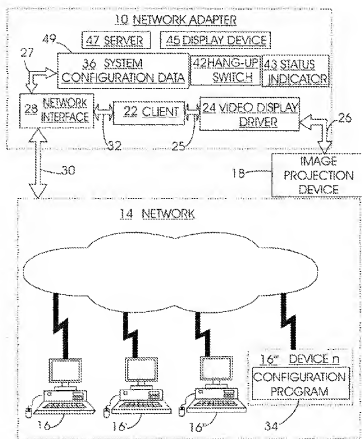 10 NETWORK ADAPTER
47 SERVER
45 DISPLAY DEVICE
49
27
36 SYSTEM
CONFIGURATION DATA
42 HANG-UP
SWITCH
43 STATUS
INDICATOR
28 NETWORK
INTERFACE
22 CLIENT
24 VIDEO DISPLAY
DRIVER
32
25
26
30
18
IMAGE
PROJECTION
DEVICE
14 NETWORK
16" DEVICE n
CONFIGURATION
PROGRAM
16
16'
16"
34